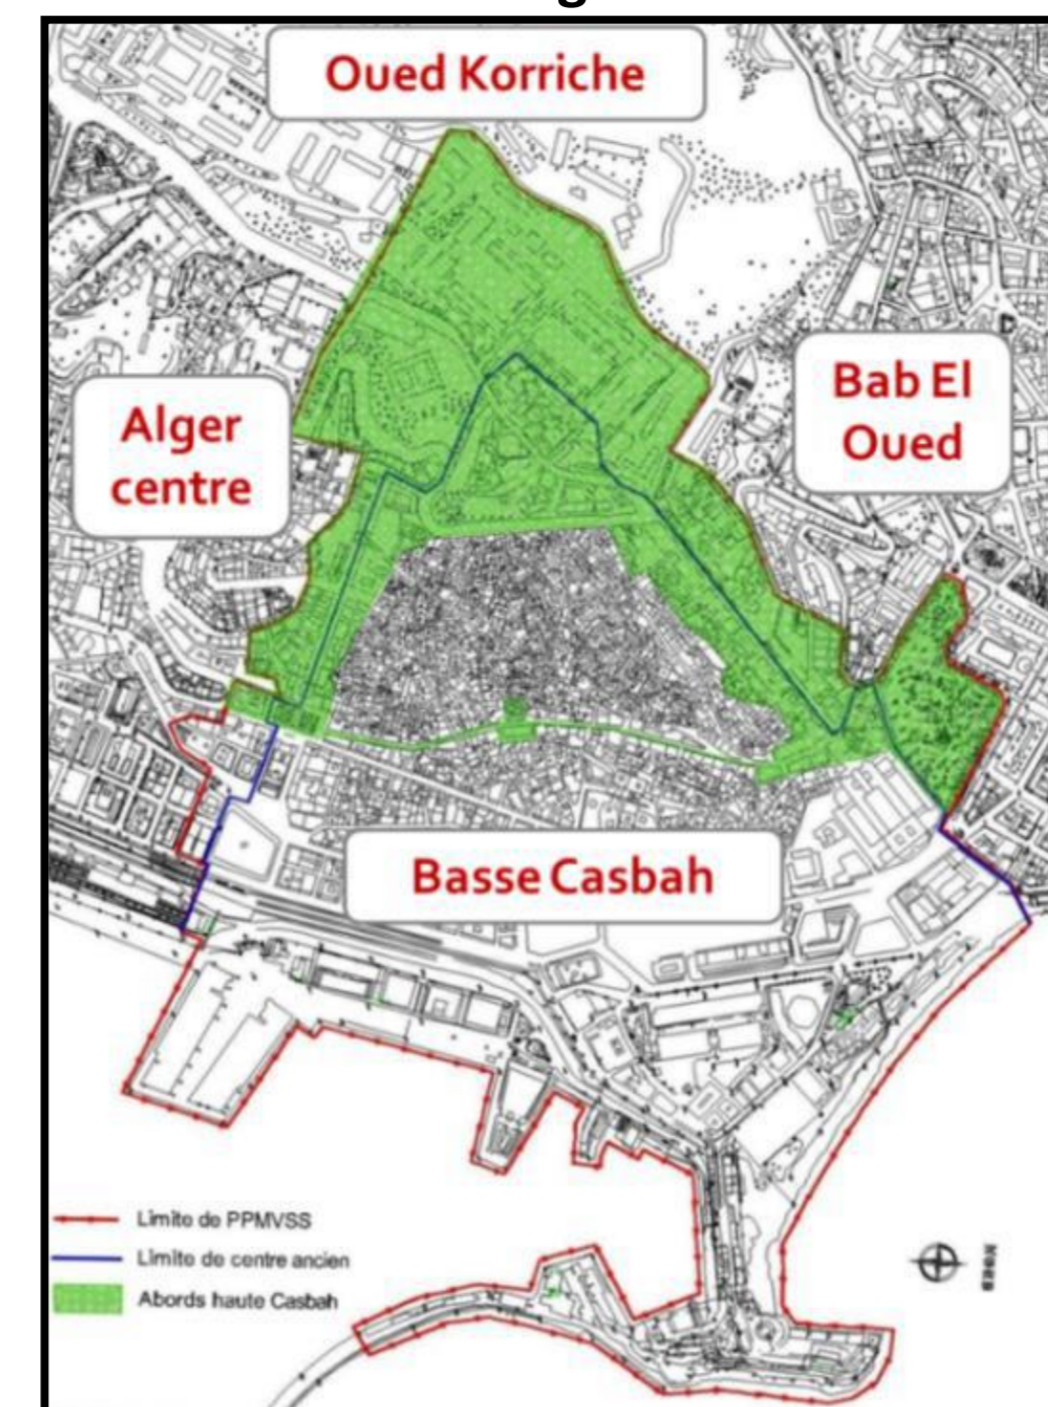 Oued Korriche
Alger
centre
Bab El
Oued
Basse Casbah
Limite de PPMVSS
Limite de centre ancien
Abords haute Casbah